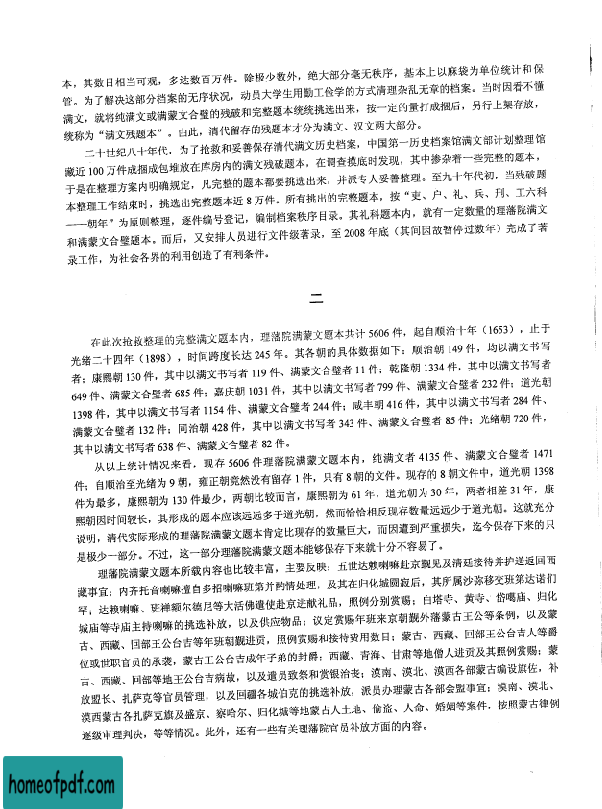 本，其数目相当可观，多达数百万件。除极少数外，绝大部分毫无秩序，基本上以麻袋为单位统计和保
管。为了解决这部分档案的无序状况，动员大学生用勤工俭学的方式清理杂乱无章的档案。当时因看不懂
满文，就将纯满文或满蒙文合璧的残破和完整题本统统挑选出来，按一定的量打成捆后，另行上架存放，
统称为“满文残题本”。自此，清代留存的残题本才分为满文、汉文两大部分。
二十世纪八十年代，为了抢救和妥善保存清代满文历史档案，中国第一历史档案馆满文部计划整理馆
藏近100万件成捆成包堆放在库房内的满文残破题本，在调查摸底时发现，其中掺杂着一些完整的题本，
于是在整理方案内明确规定，凡完整的题本都要挑选出来，并派专人妥善整理。至九十年代初，当残破题
本整理工作结束时，挑选出完整题本近8万件。所有挑出的完整题本，按“吏、户、礼、兵、刑、工六科
——朝年”为原则整理，逐件编号登记，编制档案秩序目录。其礼科题本内，就有一定数量的理藩院满文
和满蒙文合璧题本。而后，又安排人员进行文件级著录，至2008年底（其间因故暂停过数年）完成了著
录工作，为社会各界的利用创造了有利条件。
二
在此次抢救整理的完整满文题本内，理藩院满蒙文题本共计5606件，起自顺治十年（1653），止于
光绪二十四年（1898），时间跨度长达245年。其各朝的具体数据如下：顺治朝149件，均以满文书写
者；康熙朝130件，其中以满文书写者119件、满蒙文合璧者11件；乾隆朝1334件，其中以满文书写者
649件、满蒙文合璧者685件；嘉庆朝1031件，其中以满文书写者799件、满蒙文合璧者232件；道光朝
1398件，其中以满文书写者1154件、满蒙文合璧者244件；咸丰朝416件，其中以满文书写者284件、
满蒙文合璧者132件；同治朝428件，其中以满文书写者343件、满蒙文合璧者85件；光绪朝720件，
其中以满文书写者638件、满蒙文合璧者82件。
从以上统计情况来看，现存5606件理藩院满蒙文题本内，纯满文者4135件、满蒙文合璧者1471
件；自顺治至光绪为9朝，雍正朝竟然没有留存1件，只有8朝的文件。现存的8朝文件中，道光朝1398
件为最多，康熙朝为130件最少，两朝比较而言，康熙朝为61年，道光朝为30年，两者相差31年，康
熙朝因时间较长，其形成的题本应该远远多于道光朝，然而恰恰相反现存数量远远少于道光朝。这就充分
说明，清代实际形成的理藩院满蒙文题本肯定比现存的数量巨大，而因遭到严重损失，迄今保存下来的只
是极少一部分。不过，这一部分理藩院满蒙文题本能够保存下来就十分不容易了。
理藩院满蒙文题本所载内容也比较丰富，主要反映：五世达赖喇嘛赴京觐见及清廷接待并护送返回西
藏事宜；内齐托音喇嘛擅自多招喇嘛班第并酌情处理，及其在归化城圆寂后，其所属沙弥移交班第达诺们
罕；达赖喇嘛、班禅额尔德尼等大活佛遣使赴京进献礼品，照例分别赏赐；白塔寺、黄寺、岱噶庙、归化
城庙等寺庙主持喇嘛的挑选补放，以及供应物品；议定赏赐年班来京朝觐外藩蒙古王公等条例，以及蒙
古、西藏、回部王公台吉等年班朝觐进贡，照例赏赐和接待费用数目；蒙古、西藏、回部王公台吉人等爵
位或世职官员的承袭，蒙古王公台吉成年子弟的封爵；西藏、青海、甘肃等地僧人进贡及其照例赏赐；蒙
古、西藏、回部等地王公台吉病故，以及遣员致祭和赏银治丧；漠南、漠北、漠西各部蒙古编设旗佐，补
放盟长、扎萨克等官员管理，以及回疆各城伯克的挑选补放，派员办理蒙古各部会盟事宜；漠南、漠北、
漠西蒙古各扎萨克旗及盛京、察哈尔、归化城等地蒙古人土地、偷盗、人命、婚姻等案件，按照蒙古律例
逐级审理判决，等等情况。此外，还有一些有关理藩院官员补放方面的内容。
homeofpdf.com